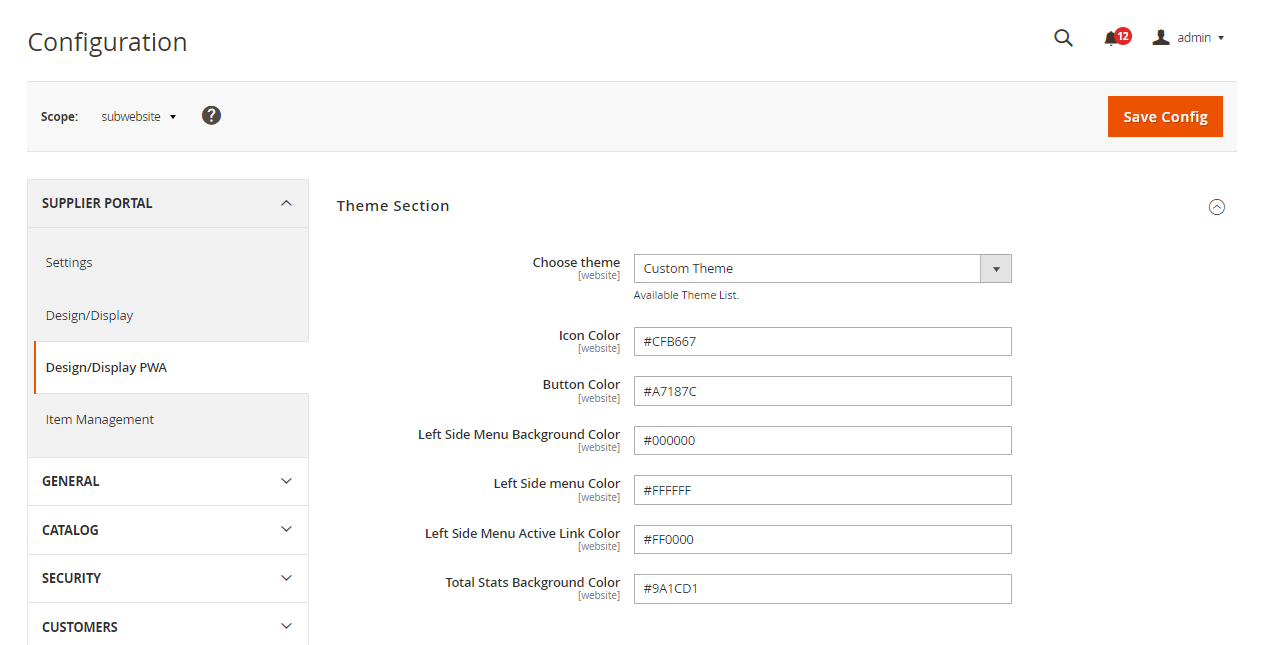 Configuration
12
admin
Scope:
subwebsite
?
Save Config
SUPPLIER PORTAL
Settings
Design/Display
Design/Display PWA
Item Management
GENERAL
CATALOG
SECURITY
CUSTOMERS
Theme Section
Choose theme
[website]
Custom Theme
Available Theme List.
Icon Color
[website]
#CFB667
Button Color
[website]
#A7187C
Left Side Menu Background Color
[website]
#000000
Left Side menu Color
[website]
#FFFFFF
Left Side Menu Active Link Color
[website]
#FF0000
Total Stats Background Color
[website]
#9A1CD1